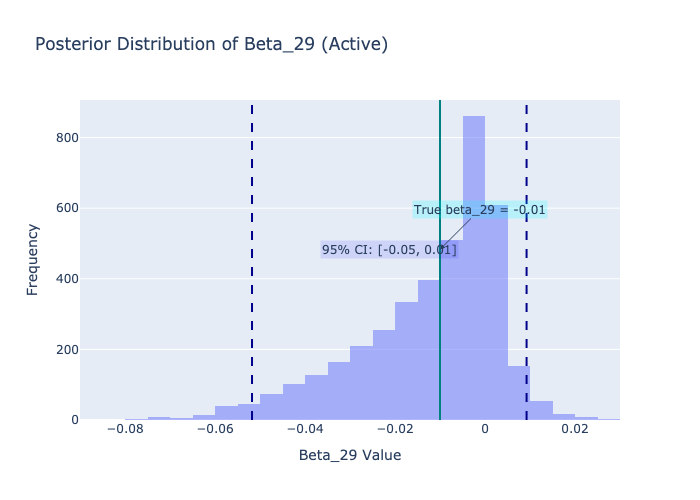 Posterior Distribution of Beta_29 (Active)
800
600
400
200
0
Frequency
True beta_29 = -0.01
95% CI: [-0.05, 0.01]
−0.08
−0.06
−0.04
−0.02
0
0.02
Beta_29 Value